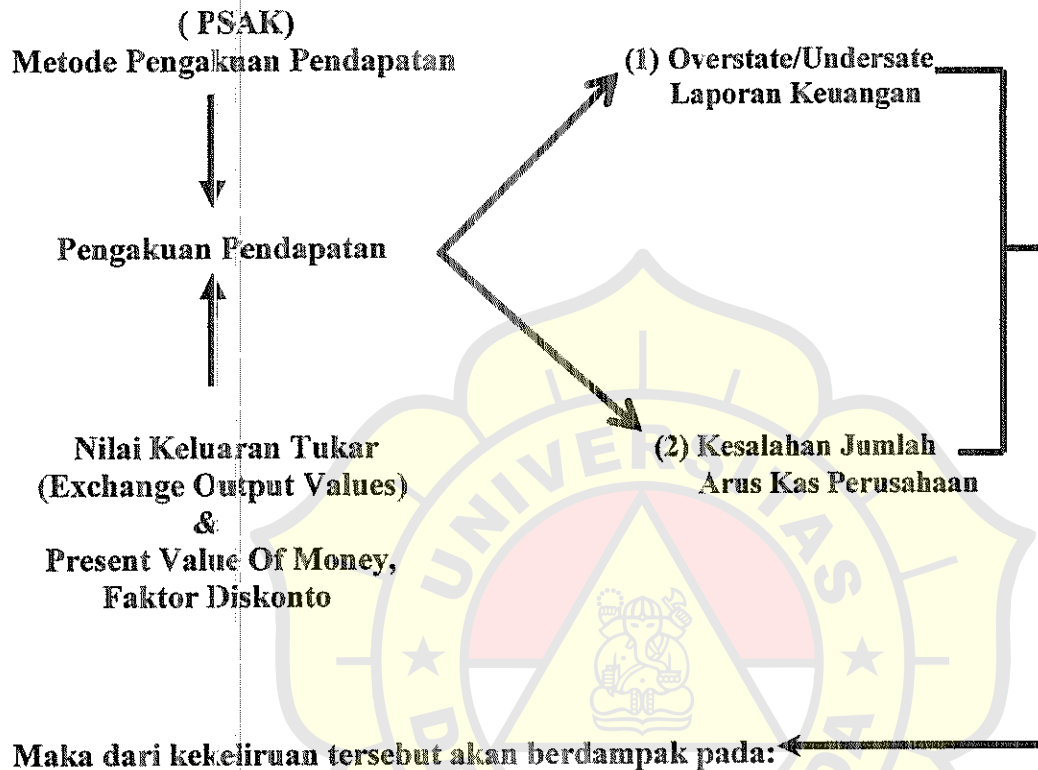 ( PSAK)
Metode Pengakuan Pendapatan
(1) Overstate/Undersate
Laporan Keuangan
Pengakuan Pendapatan
Nilai Keluaran Tukar
(Exchange Output Values)
&
Present Value Of Money,
Faktor Diskonto
(2) Kesalahan Jumlah
Arus Kas Perusahaan
UNIVERSITAS
Maka dari kekeliruan tersebut akan berdampak pada: